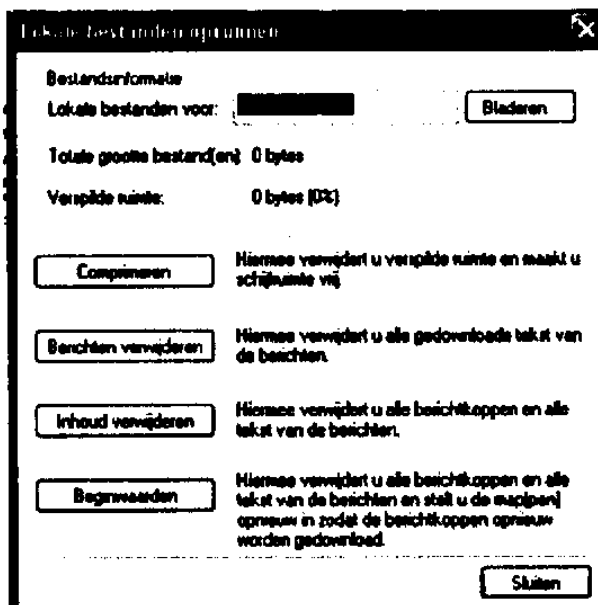 Lokale bestanden opruimen
Bestandsinformatie
Lokale bestanden voor:
Bladeren
Totale grootte bestand(en): 0 bytes
Verspilde ruimte: 0 bytes (0%)
Comprimeren
Hiermee verwijdert u verspilde ruimte en maakt u
schijfruimte vrij.
Berichten verwijderen
Hiermee verwijdert u alle gedownloade tekst van
de berichten.
Inhoud verwijderen
Hiermee verwijdert u alle berichtkoppen en alle
tekst van de berichten.
Beginwaarden
Hiermee verwijdert u alle berichtkoppen en alle
tekst van de berichten en stelt u de map(pen)
opnieuw in zodat de berichtkoppen opnieuw
worden gedownload.
Sluiten